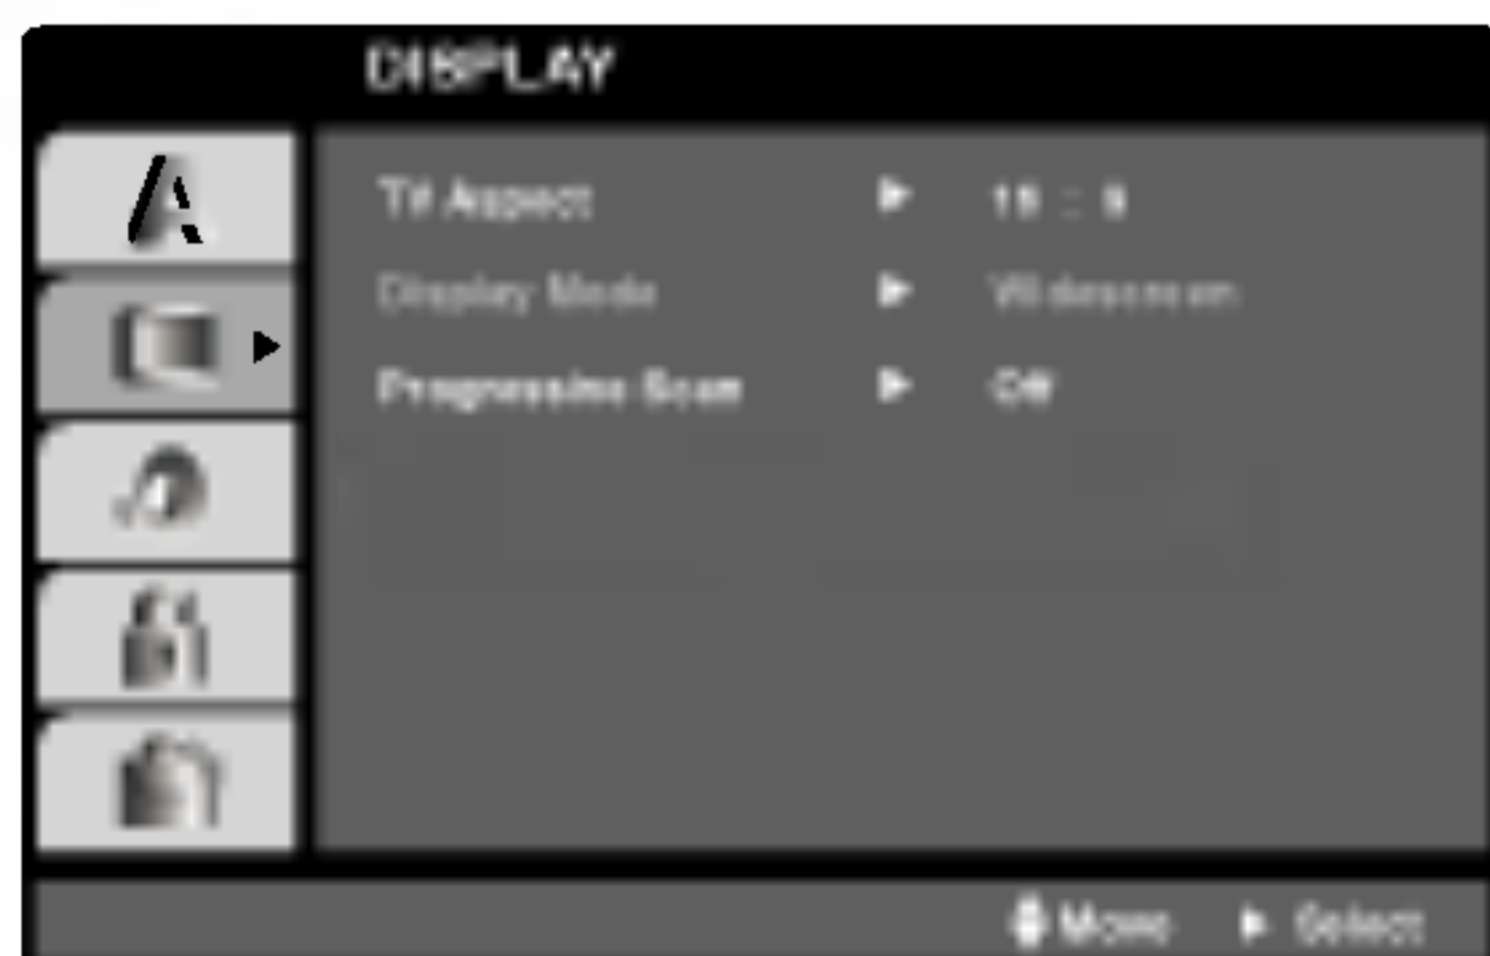 DISPLAY
TV Aspect ► 16 : 9
Display Mode ► Widescreen
Progressive Scan ► Off
Move ► Select